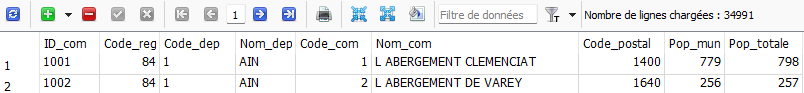 1 Filtre de données Nombre de lignes chargées : 34991
ID_com Code_reg Code_dep Nom_dep Code_com Nom_com Code_postal Pop_mun Pop_totale
1 1001 84 1 AIN 1 L ABERGEMENT CLEMENCIAT 1400 779 798
2 1002 84 1 AIN 2 L ABERGEMENT DE VAREY 1640 256 257